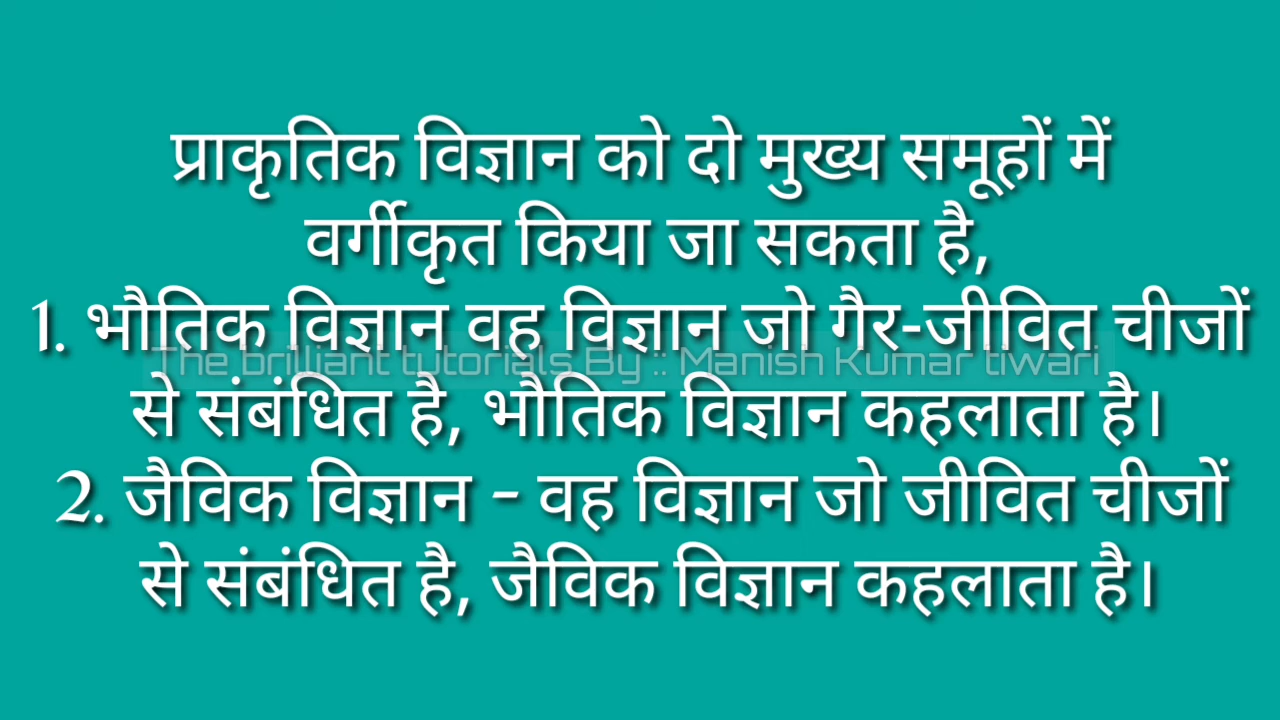 प्राकृतिक विज्ञान को दो मुख्य समूहों में
वर्गीकृत किया जा सकता है,
1. भौतिक विज्ञान वह विज्ञान जो गैर-जीवित चीजों
The brilliant tutorials By :: Manish Kumar tiwari
से संबंधित है, भौतिक विज्ञान कहलाता है।
2. जैविक विज्ञान - वह विज्ञान जो जीवित चीजों
से संबंधित है, जैविक विज्ञान कहलाता है।